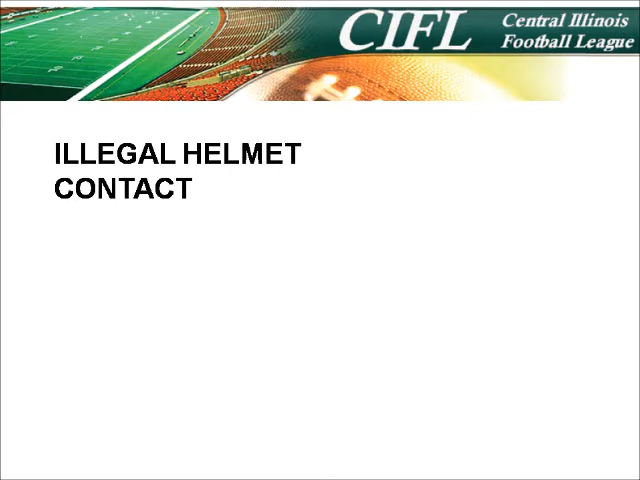 CIFL
Central Illinois
Football League
ILLEGAL HELMET
CONTACT